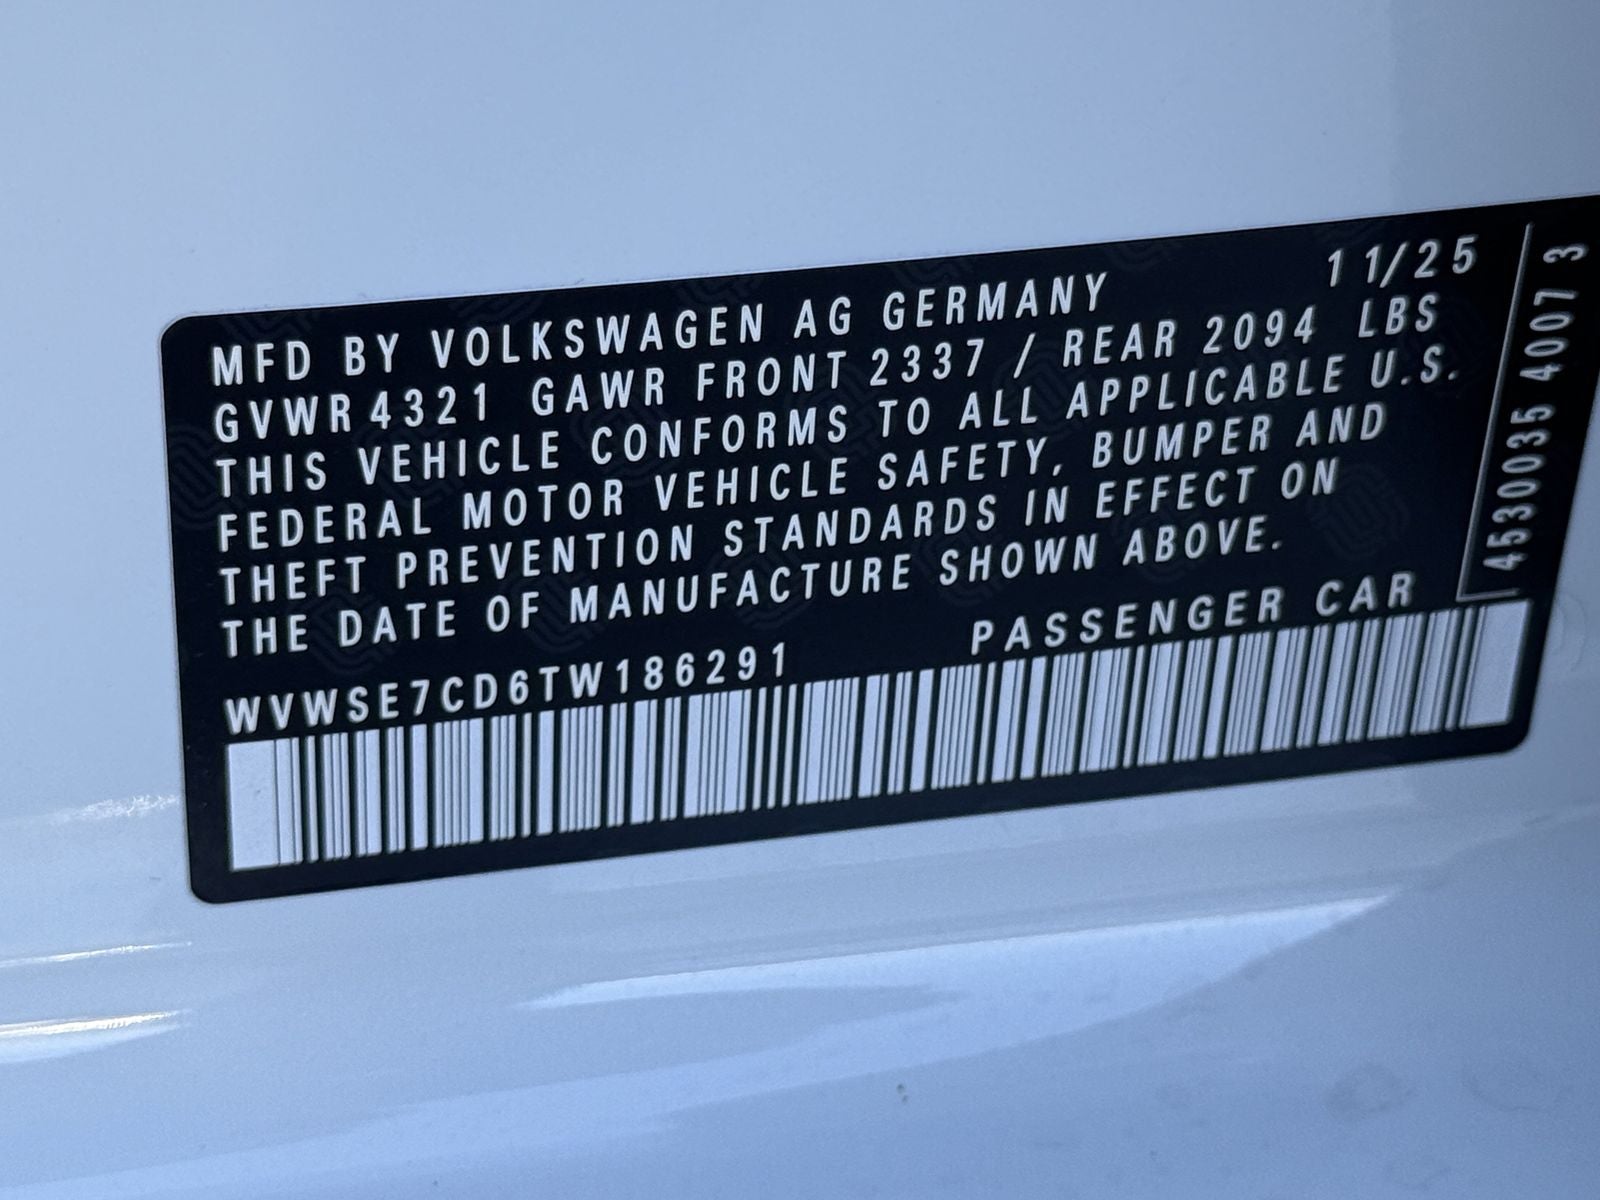 MFD BY VOLKSWAGEN AG GERMANY 11/25
GVWR 4321 GAWR FRONT 2337 / REAR 2094 LBS
THIS VEHICLE CONFORMS TO ALL APPLICABLE U.S.
FEDERAL MOTOR VEHICLE SAFETY, BUMPER AND
THEFT PREVENTION STANDARDS IN EFFECT ON
THE DATE OF MANUFACTURE SHOWN ABOVE.
WVWSE7CD6TW186291 PASSENGER CAR
4530035 4007 3